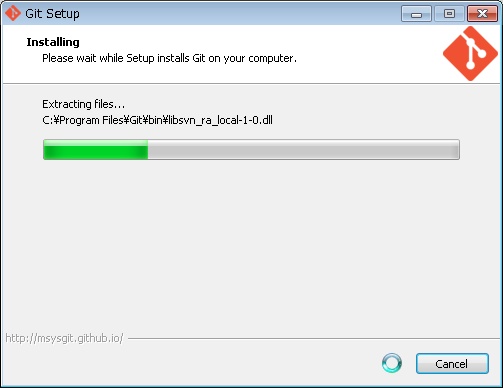 Git Setup
Installing
Please wait while Setup installs Git on your computer.
Extracting files...
C:¥Program Files¥Git¥bin¥libsvn_ra_local-1-0.dll
http://msysgit.github.io/
Cancel